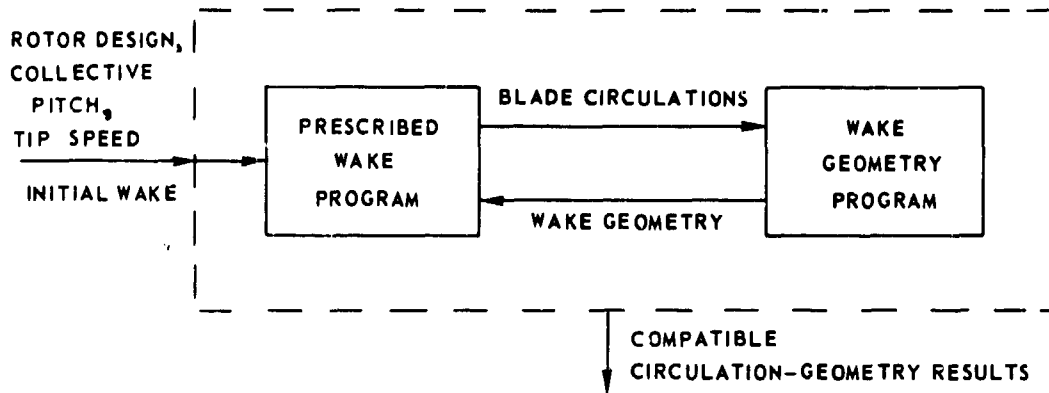 ROTOR DESIGN,
COLLECTIVE
PITCH,
TIP SPEED
INITIAL WAKE
PRESCRIBED
WAKE
PROGRAM
BLADE CIRCULATIONS
WAKE GEOMETRY
WAKE
GEOMETRY
PROGRAM
COMPATIBLE
CIRCULATION-GEOMETRY RESULTS